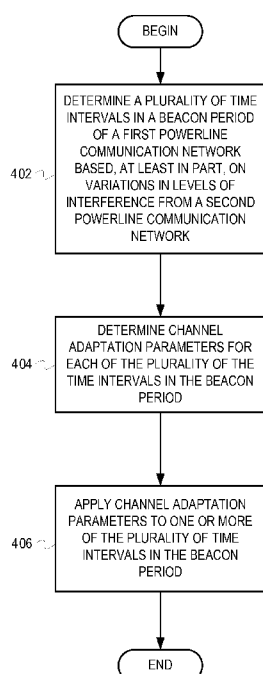 BEGIN
DETERMINE A PLURALITY OF TIME
INTERVALS IN A BEACON PERIOD
OF A FIRST POWERLINE
COMMUNICATION NETWORK
BASED, AT LEAST IN PART, ON
VARIATIONS IN LEVELS OF
INTERFERENCE FROM A SECOND
POWERLINE COMMUNICATION
NETWORK
402
DETERMINE CHANNEL
ADAPTATION PARAMETERS FOR
EACH OF THE PLURALITY OF THE
TIME INTERVALS IN THE BEACON
PERIOD
404
APPLY CHANNEL ADAPTATION
PARAMETERS TO ONE OR MORE
OF THE PLURALITY OF TIME
INTERVALS IN THE BEACON
PERIOD
406
END